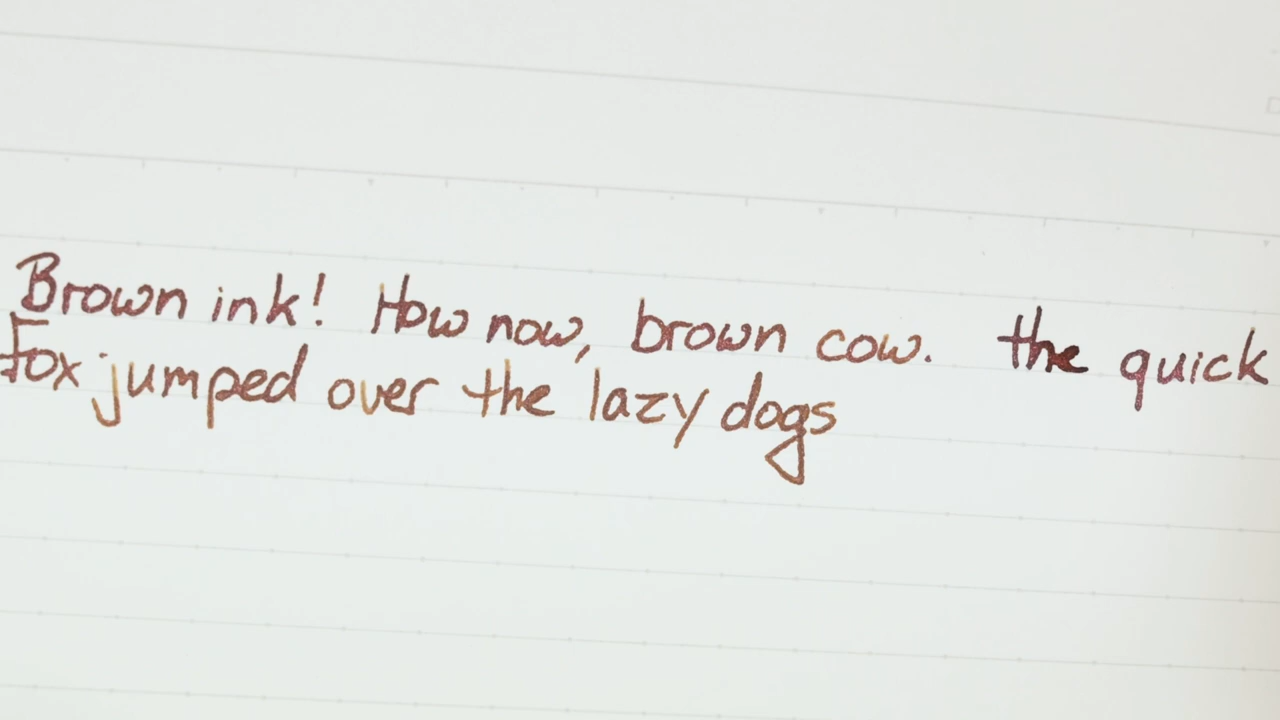 Brown ink! How now, brown cow. the quick
Fox jumped over the lazy dogs